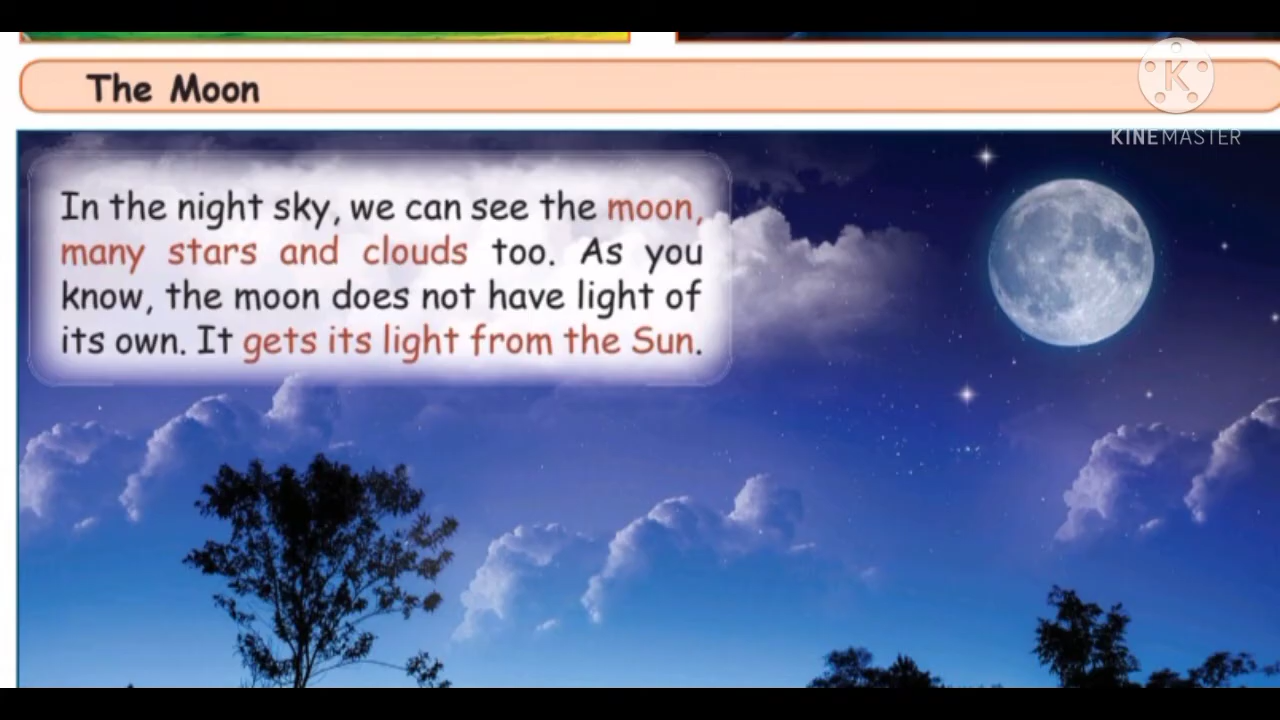 The Moon
K
KINEMASTER
In the night sky, we can see the moon,
many stars and clouds too. As you
know, the moon does not have light of
its own. It gets its light from the Sun.